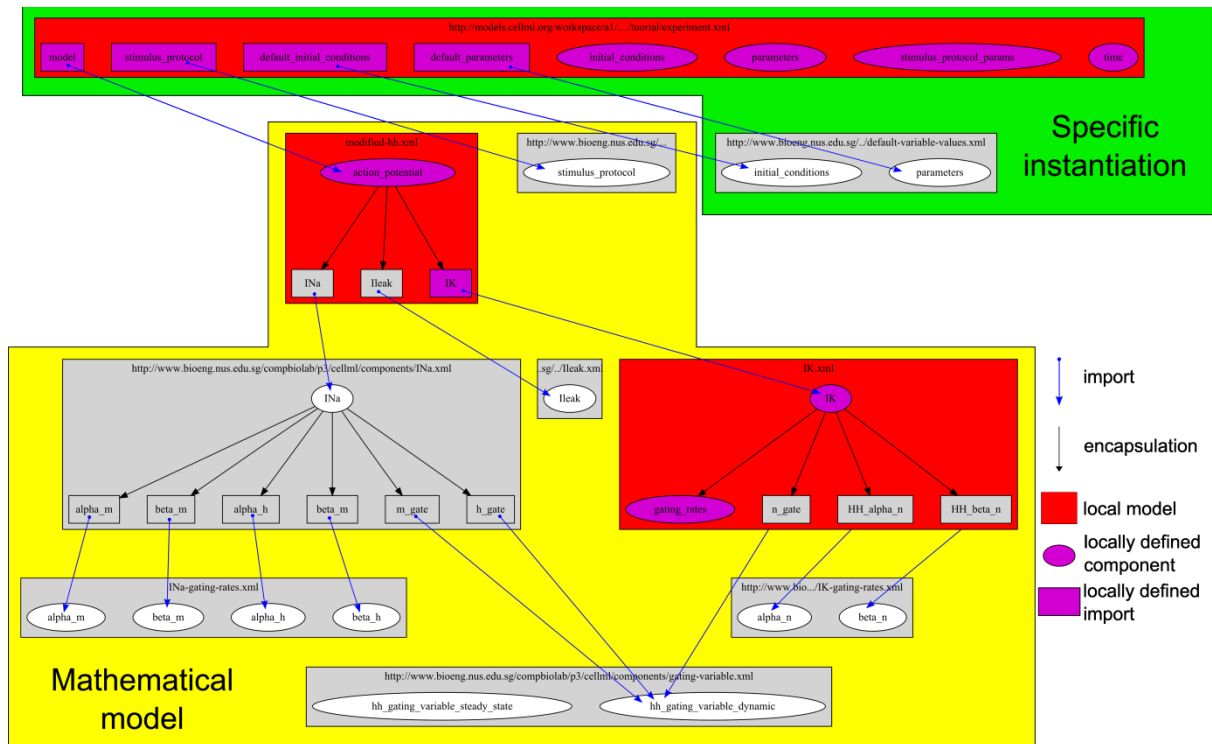 http://models.cellml.org/workspace/a1/.../tuorial/experiment.xml
model stimulus_protocol default_initial_conditions default_parameters initial_conditions parameters stimulus_protocol_params time
Specific
instantiation
modified-hh.xml
action_potential
INa Ileak IK
http://www.bioeng.nus.edu.sg/...
stimulus_protocol
http://www.bioeng.nus.edu.sg/../default-variable-values.xml
initial_conditions parameters
http://www.bioeng.nus.edu.sg/compbiolab/p3/cellml/components/INa.xml
INa
alpha_m beta_m alpha_h beta_m m_gate h_gate
.sg/../Ileak.xml
Ileak
IK.xml
IK
gating_rates n_gate HH_alpha_n HH_beta_n
INa-gating-rates.xml
alpha_m beta_m alpha_h beta_h
http://www.bio.../IK-gating-rates.xml
alpha_n beta_n
http://www.bioeng.nus.edu.sg/compbiolab/p3/cellml/components/gating-variable.xml
hh_gating_variable_steady_state hh_gating_variable_dynamic
Mathematical
model
import
encapsulation
local model
locally defined
component
locally defined
import